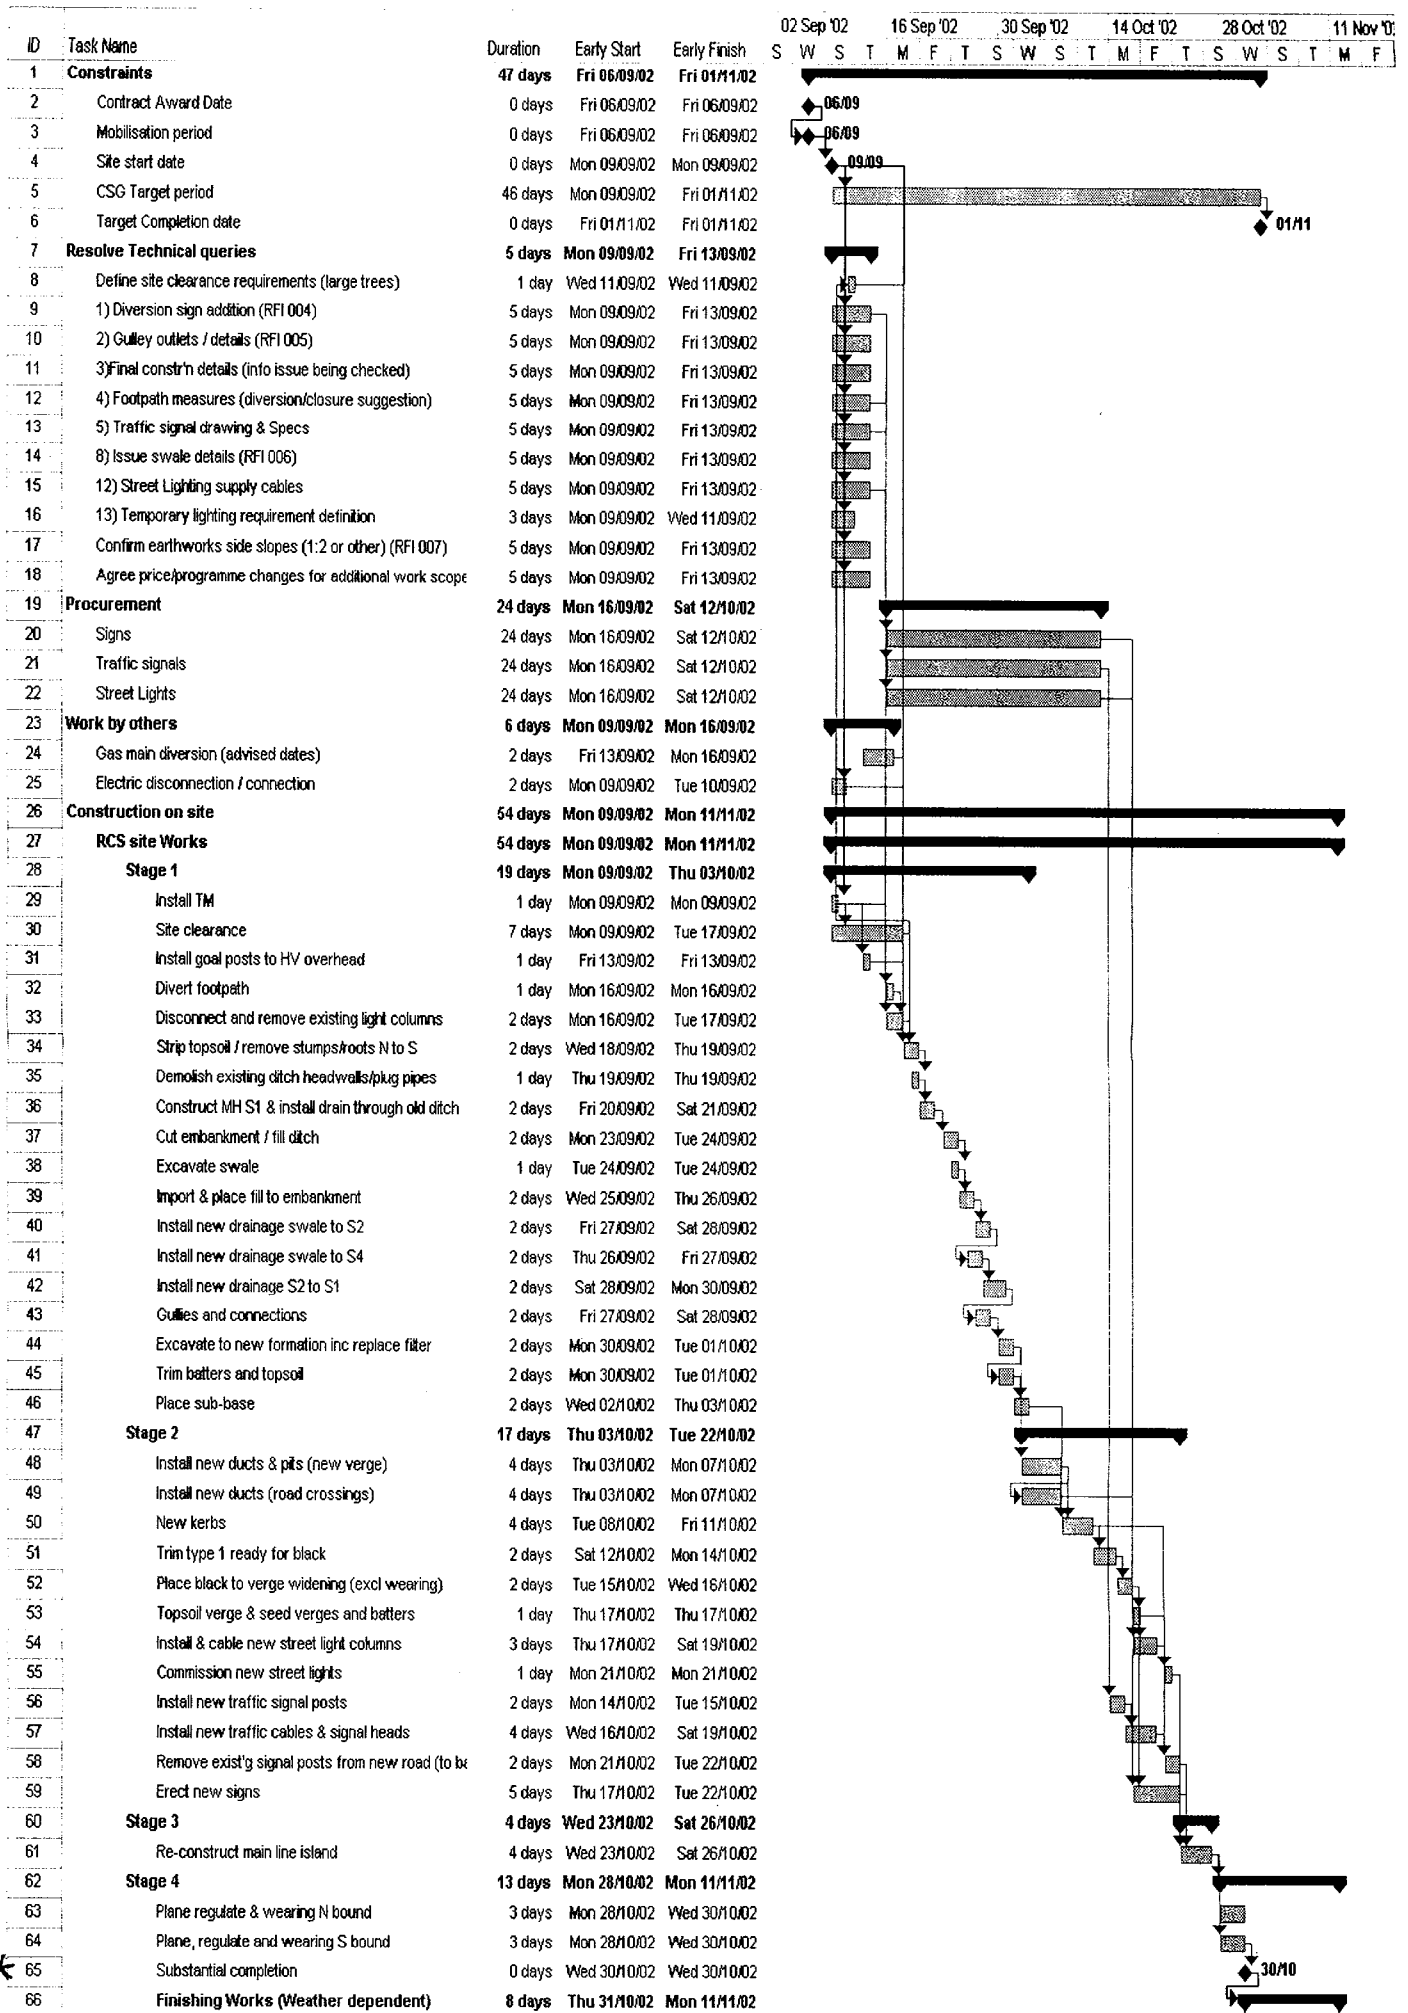 02 Sep '02 16 Sep '02 30 Sep '02 14 Oct '02 28 Oct '02 11 Nov '0
ID Task Name Duration Early Start Early Finish S W S T M F T S W S T M F T S W S T M F
1 Constraints 47 days Fri 06/09/02 Fri 01/11/02
2 Contract Award Date 0 days Fri 06/09/02 Fri 06/09/02 06/09
3 Mobilisation period 0 days Fri 06/09/02 Fri 06/09/02 06/09
4 Site start date 0 days Mon 09/09/02 Mon 09/09/02 09/09
5 CSG Target period 46 days Mon 09/09/02 Fri 01/11/02
6 Target Completion date 0 days Fri 01/11/02 Fri 01/11/02 01/11
7 Resolve Technical queries 5 days Mon 09/09/02 Fri 13/09/02
8 Define site clearance requirements (large trees) 1 day Wed 11/09/02 Wed 11/09/02
9 1) Diversion sign addition (RFI 004) 5 days Mon 09/09/02 Fri 13/09/02
10 2) Gulley outlets / details (RFI 005) 5 days Mon 09/09/02 Fri 13/09/02
11 3)Final constr'n details (info issue being checked) 5 days Mon 09/09/02 Fri 13/09/02
12 4) Footpath measures (diversion/closure suggestion) 5 days Mon 09/09/02 Fri 13/09/02
13 5) Traffic signal drawing & Specs 5 days Mon 09/09/02 Fri 13/09/02
14 8) Issue swale details (RFI 006) 5 days Mon 09/09/02 Fri 13/09/02
15 12) Street Lighting supply cables 5 days Mon 09/09/02 Fri 13/09/02
16 13) Temporary lighting requirement definition 3 days Mon 09/09/02 Wed 11/09/02
17 Confirm earthworks side slopes (1:2 or other) (RFI 007) 5 days Mon 09/09/02 Fri 13/09/02
18 Agree price/programme changes for additional work scope 5 days Mon 09/09/02 Fri 13/09/02
19 Procurement 24 days Mon 16/09/02 Sat 12/10/02
20 Signs 24 days Mon 16/09/02 Sat 12/10/02
21 Traffic signals 24 days Mon 16/09/02 Sat 12/10/02
22 Street Lights 24 days Mon 16/09/02 Sat 12/10/02
23 Work by others 6 days Mon 09/09/02 Mon 16/09/02
24 Gas main diversion (advised dates) 2 days Fri 13/09/02 Mon 16/09/02
25 Electric disconnection / connection 2 days Mon 09/09/02 Tue 10/09/02
26 Construction on site 54 days Mon 09/09/02 Mon 11/11/02
27 RCS site Works 54 days Mon 09/09/02 Mon 11/11/02
28 Stage 1 19 days Mon 09/09/02 Thu 03/10/02
29 Install TM 1 day Mon 09/09/02 Mon 09/09/02
30 Site clearance 7 days Mon 09/09/02 Tue 17/09/02
31 Install goal posts to HV overhead 1 day Fri 13/09/02 Fri 13/09/02
32 Divert footpath 1 day Mon 16/09/02 Mon 16/09/02
33 Disconnect and remove existing light columns 2 days Mon 16/09/02 Tue 17/09/02
34 Strip topsoil / remove stumps/roots N to S 2 days Wed 18/09/02 Thu 19/09/02
35 Demolish existing ditch headwalls/plug pipes 1 day Thu 19/09/02 Thu 19/09/02
36 Construct MH S1 & install drain through old ditch 2 days Fri 20/09/02 Sat 21/09/02
37 Cut embankment / fill ditch 2 days Mon 23/09/02 Tue 24/09/02
38 Excavate swale 1 day Tue 24/09/02 Tue 24/09/02
39 Import & place fill to embankment 2 days Wed 25/09/02 Thu 26/09/02
40 Install new drainage swale to S2 2 days Fri 27/09/02 Sat 28/09/02
41 Install new drainage swale to S4 2 days Thu 26/09/02 Fri 27/09/02
42 Install new drainage S2 to S1 2 days Sat 28/09/02 Mon 30/09/02
43 Gullies and connections 2 days Fri 27/09/02 Sat 28/09/02
44 Excavate to new formation inc replace filter 2 days Mon 30/09/02 Tue 01/10/02
45 Trim batters and topsoil 2 days Mon 30/09/02 Tue 01/10/02
46 Place sub-base 2 days Wed 02/10/02 Thu 03/10/02
47 Stage 2 17 days Thu 03/10/02 Tue 22/10/02
48 Install new ducts & pits (new verge) 4 days Thu 03/10/02 Mon 07/10/02
49 Install new ducts (road crossings) 4 days Thu 03/10/02 Mon 07/10/02
50 New kerbs 4 days Tue 08/10/02 Fri 11/10/02
51 Trim type 1 ready for black 2 days Sat 12/10/02 Mon 14/10/02
52 Place black to verge widening (excl wearing) 2 days Tue 15/10/02 Wed 16/10/02
53 Topsoil verge & seed verges and batters 1 day Thu 17/10/02 Thu 17/10/02
54 Install & cable new street light columns 3 days Thu 17/10/02 Sat 19/10/02
55 Commission new street lights 1 day Mon 21/10/02 Mon 21/10/02
56 Install new traffic signal posts 2 days Mon 14/10/02 Tue 15/10/02
57 Install new traffic cables & signal heads 4 days Wed 16/10/02 Sat 19/10/02
58 Remove exist'g signal posts from new road (to ba 2 days Mon 21/10/02 Tue 22/10/02
59 Erect new signs 5 days Thu 17/10/02 Tue 22/10/02
60 Stage 3 4 days Wed 23/10/02 Sat 26/10/02
61 Re-construct main line island 4 days Wed 23/10/02 Sat 26/10/02
62 Stage 4 13 days Mon 28/10/02 Mon 11/11/02
63 Plane regulate & wearing N bound 3 days Mon 28/10/02 Wed 30/10/02
64 Plane, regulate and wearing S bound 3 days Mon 28/10/02 Wed 30/10/02
65 Substantial completion 0 days Wed 30/10/02 Wed 30/10/02 30/10
66 Finishing Works (Weather dependent) 8 days Thu 31/10/02 Mon 11/11/02